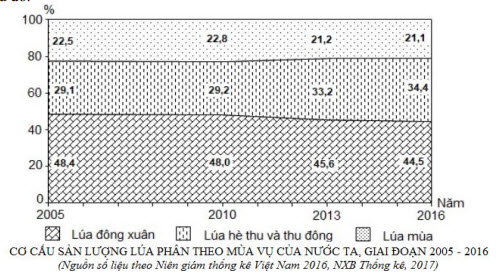 %
100
80
60
40
20
0
22,5 22,8 21,2 21,1
29,1 29,2 33,2 34,4
48,4 48,0 45,6 44,5
Năm
2005 2010 2013 2016
Lúa đông xuân Lúa hè thu và thu đông Lúa mùa
CƠ CẤU SẢN LƯỢNG LÚA PHÂN THEO MÙA VỤ CỦA NƯỚC TA, GIAI ĐOẠN 2005 - 2016
(Nguồn số liệu theo Niên giám thống kê Việt Nam 2016, NXB Thống kê, 2017)